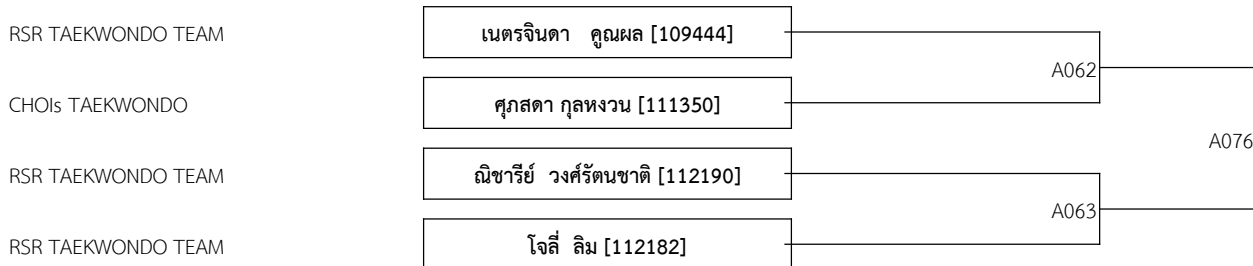 RSR TAEKWONDO TEAM เนตรจินดา คูณผล [109444]
A062
CHOIs TAEKWONDO ศุภสดา กุลหงวน [111350]
A076
RSR TAEKWONDO TEAM ณิชารีย์ วงศ์รัตนชาติ [112190]
A063
RSR TAEKWONDO TEAM โจลี่ ลิม [112182]